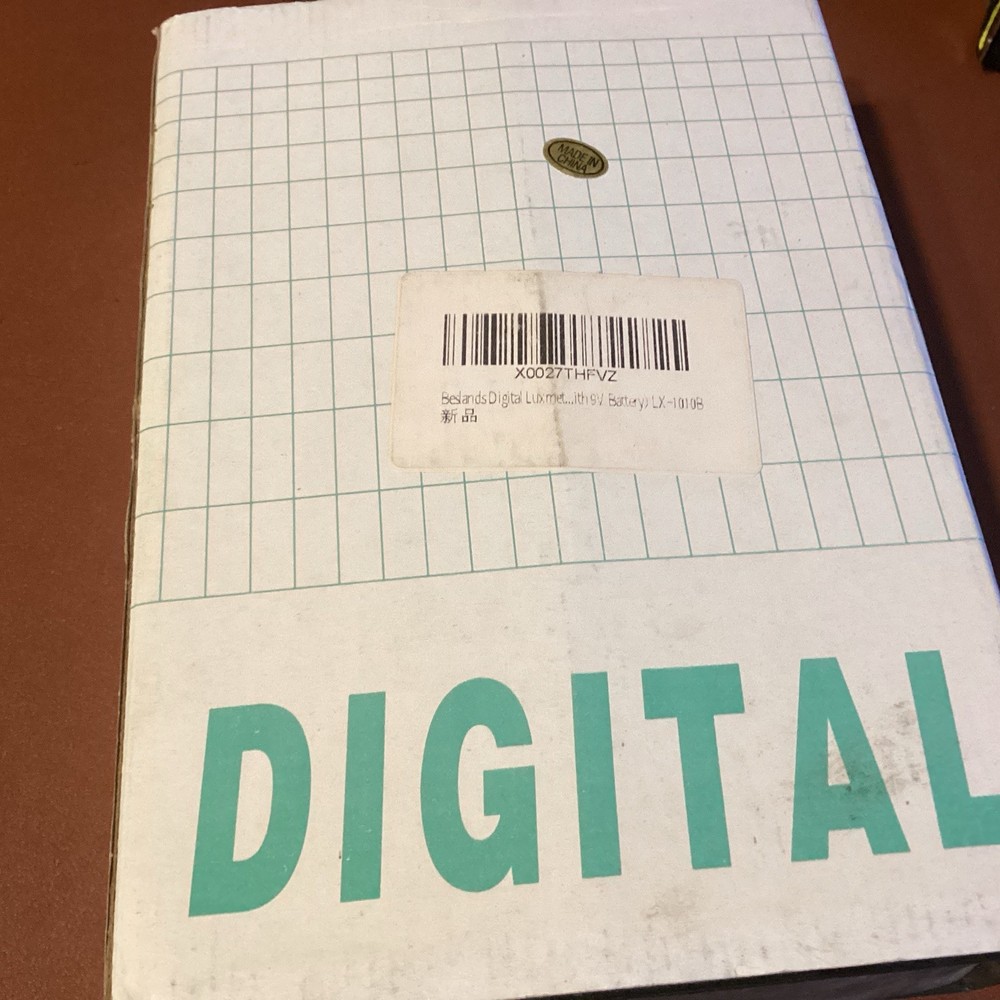 MADE IN
CHINA
X0027THFVZ
Beslands Digital Luxmet...ith 9V Battery) LX-1010B
新品
DIGITAL